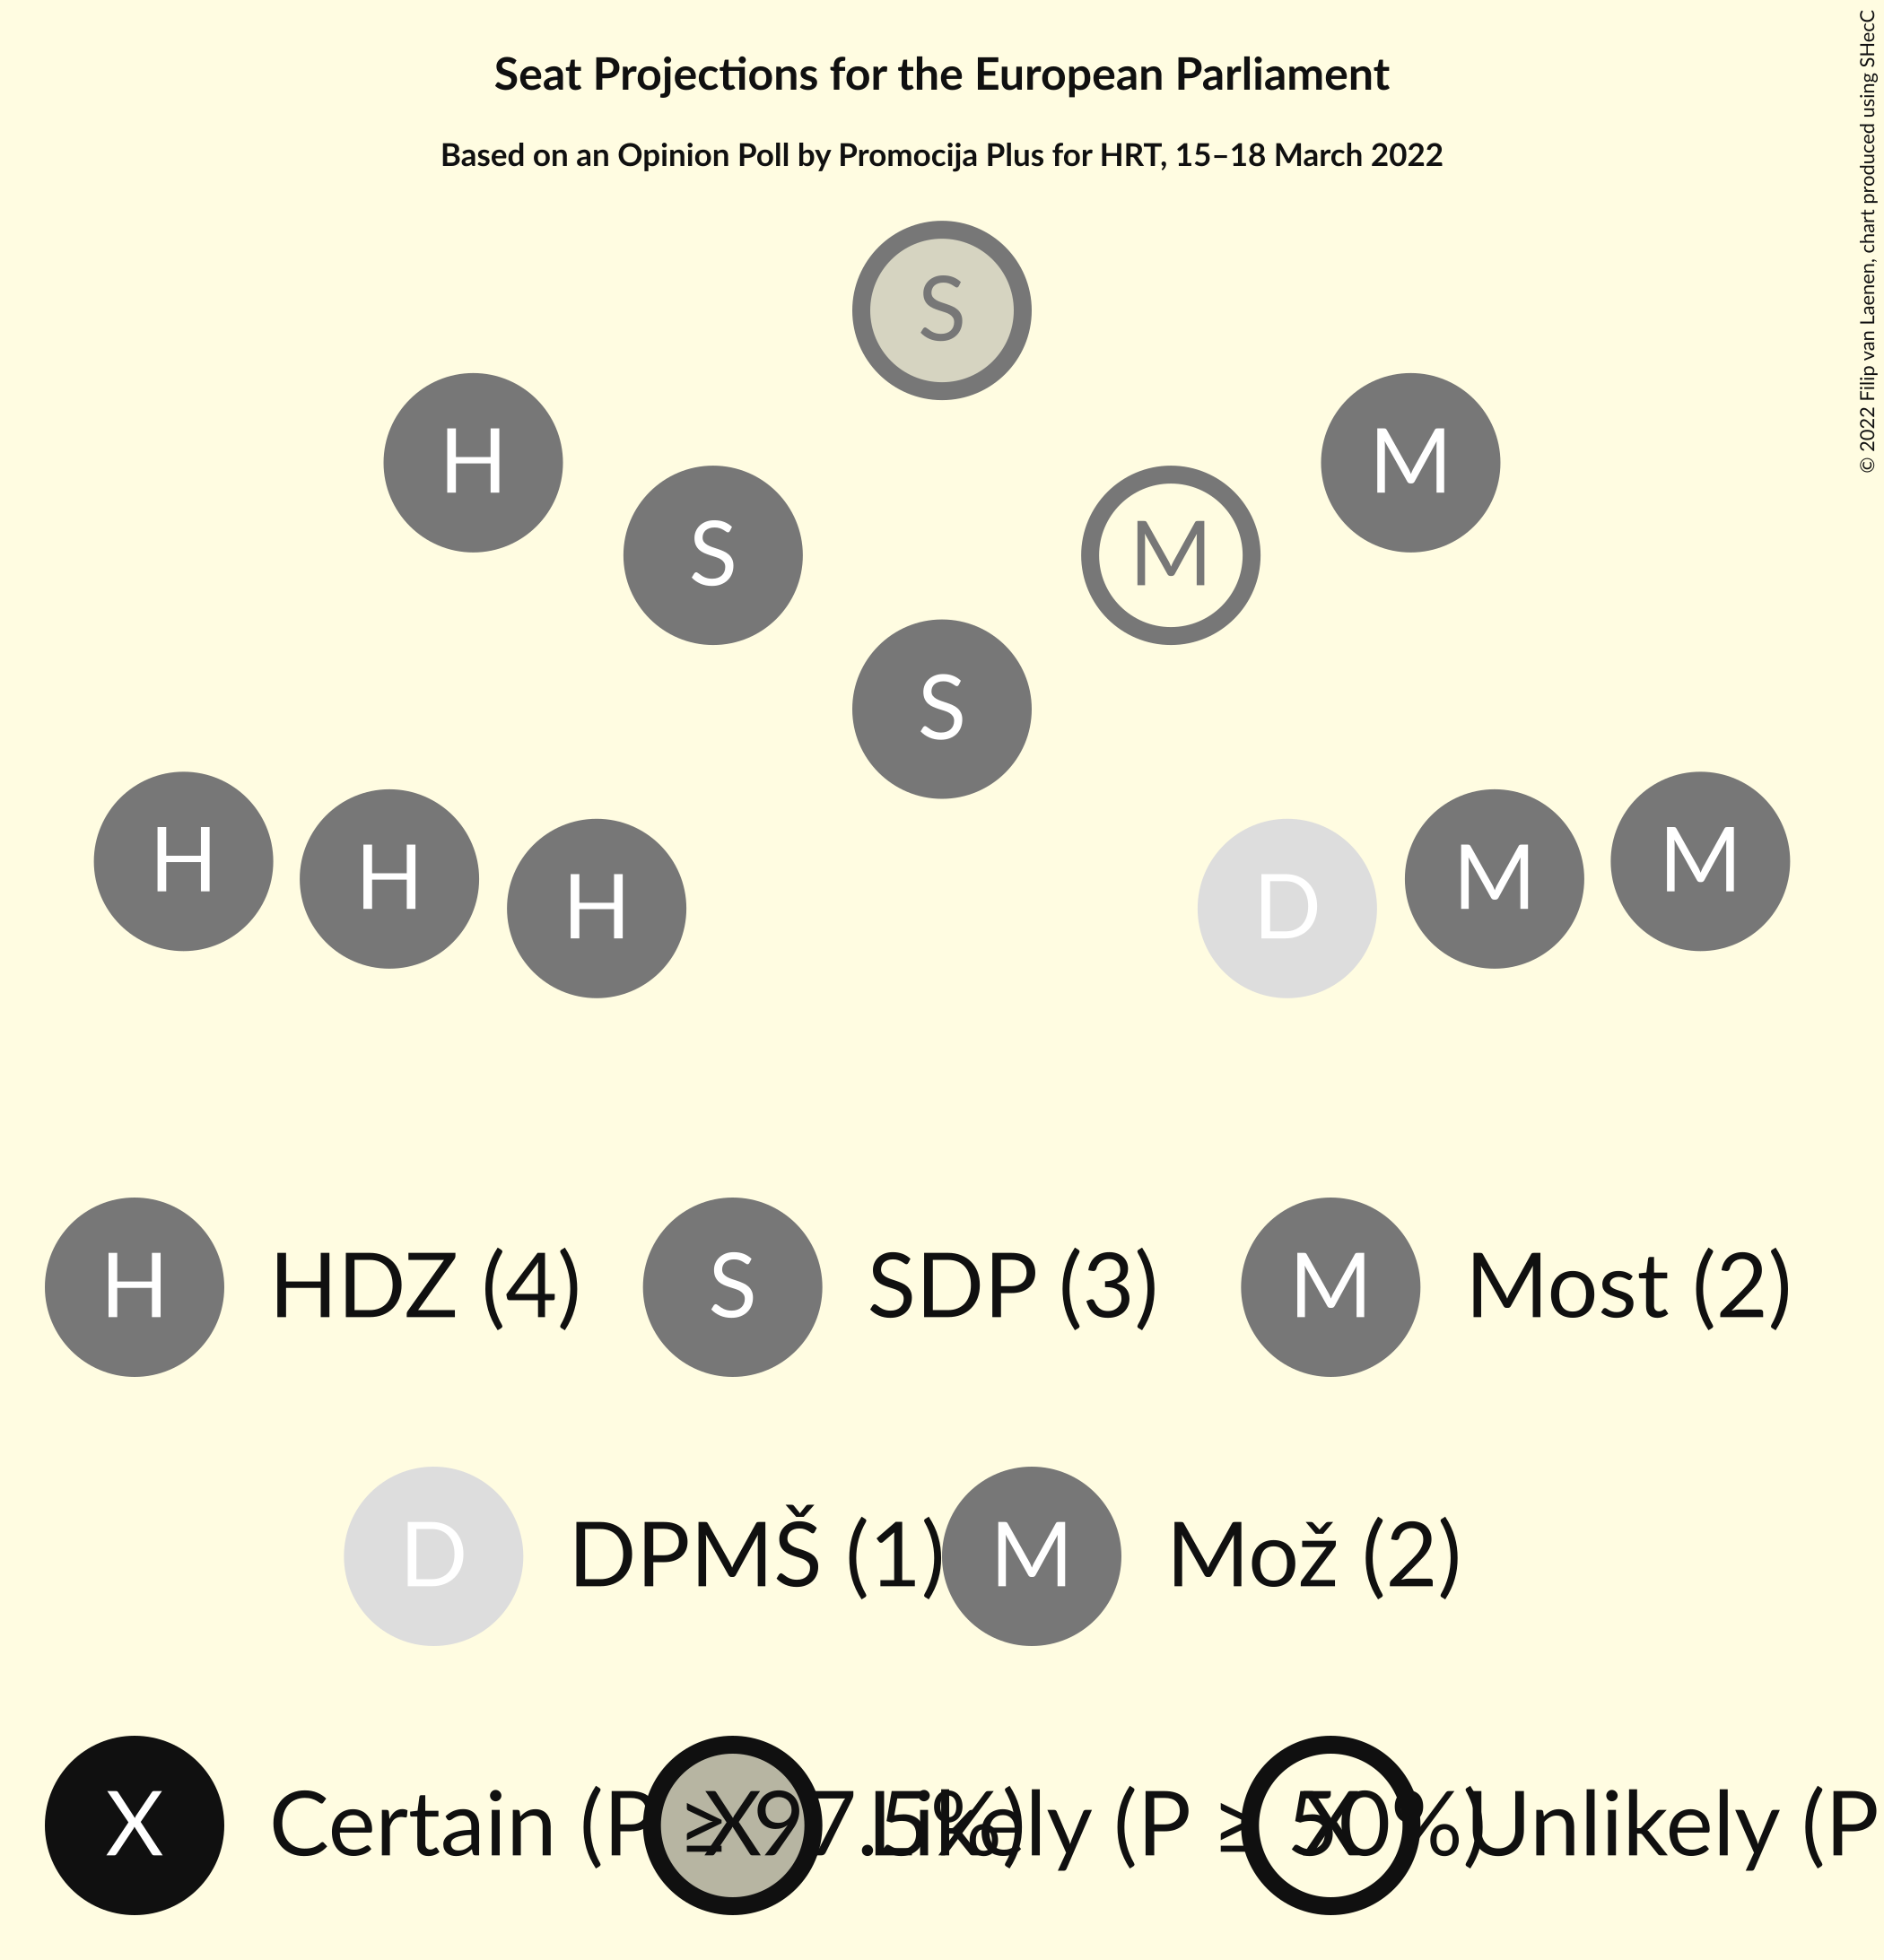 Seat Projections for the European Parliament
Based on an Opinion Poll by Promocija Plus for HRT, 15–18 March 2022
© 2022 Filip van Laenen, chart produced using SHecC
S
H M
S M
S
H H H D M M
H HDZ (4) S SDP (3) M Most (2)
D DPMŠ (1) M Mož (2)
X Certain (P ≥ 97.5%) X Likely (P ≥ 50%) X Unlikely (P